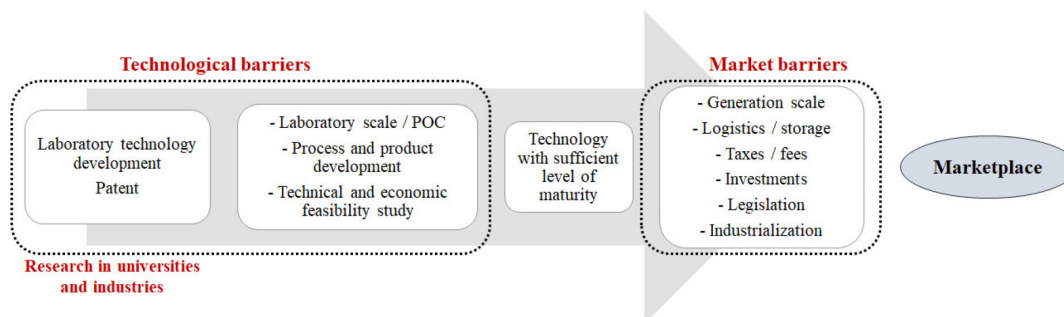 Technological barriers
Market barriers
Laboratory technology
development
Patent
- Laboratory scale / POC
- Process and product
development
- Technical and economic
feasibility study
Technology
with sufficient
level of
maturity
- Generation scale
- Logistics / storage
- Taxes / fees
- Investments
- Legislation
- Industrialization
Marketplace
Research in universities
and industries